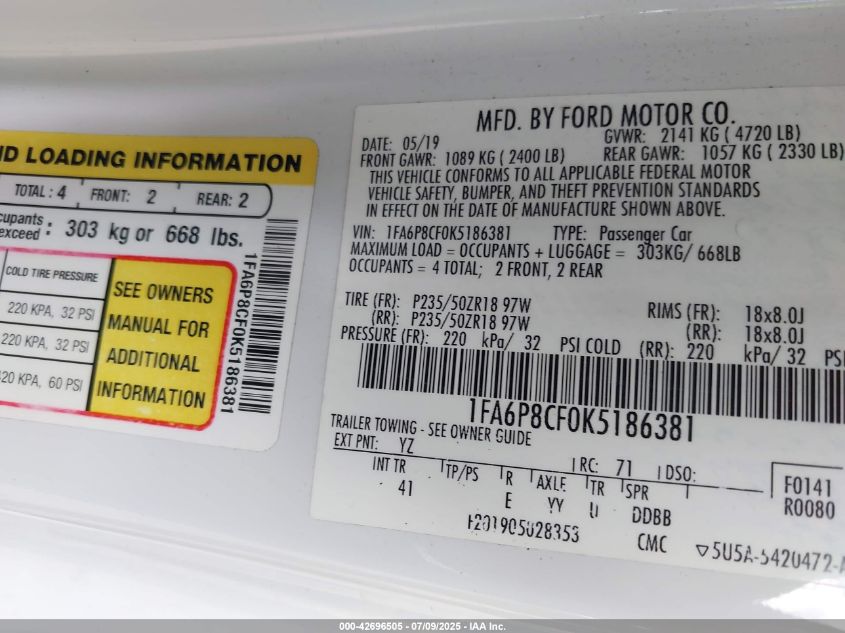 ND LOADING INFORMATION
TOTAL: 4 FRONT: 2 REAR: 2
cupants
exceed : 303 kg or 668 lbs.
COLD TIRE PRESSURE
220 KPA, 32 PSI
220 KPA, 32 PSI
420 KPA, 60 PSI
SEE OWNERS
MANUAL FOR
ADDITIONAL
INFORMATION
1FA6P8CF0K5186381
MFD. BY FORD MOTOR CO.
DATE: 05/19 GVWR: 2141 KG ( 4720 LB)
FRONT GAWR: 1089 KG ( 2400 LB) REAR GAWR: 1057 KG ( 2330 LB)
THIS VEHICLE CONFORMS TO ALL APPLICABLE FEDERAL MOTOR
VEHICLE SAFETY, BUMPER, AND THEFT PREVENTION STANDARDS
IN EFFECT ON THE DATE OF MANUFACTURE SHOWN ABOVE.
VIN: 1FA6P8CF0K5186381 TYPE: Passenger Car
MAXIMUM LOAD = OCCUPANTS + LUGGAGE = 303KG/ 668LB
OCCUPANTS = 4 TOTAL; 2 FRONT, 2 REAR
TIRE (FR): P235/50ZR18 97W RIMS (FR): 18x8.0J
(RR): P235/50ZR18 97W (RR): 18x8.0J
PRESSURE (FR): 220 kPa/ 32 PSI COLD (RR): 220 kPa/ 32 PSI
1FA6P8CF0K5186381
TRAILER TOWING - SEE OWNER GUIDE
EXT PNT: YZ RC: 71 DSO:
INT TR TP/PS R AXLE TR SPR
41 E YY U DDBB
F0141
R0080
F201905028353 CMC
5U5A-5420472-
000-42696505 / 07/09/2025 - IAA Inc.